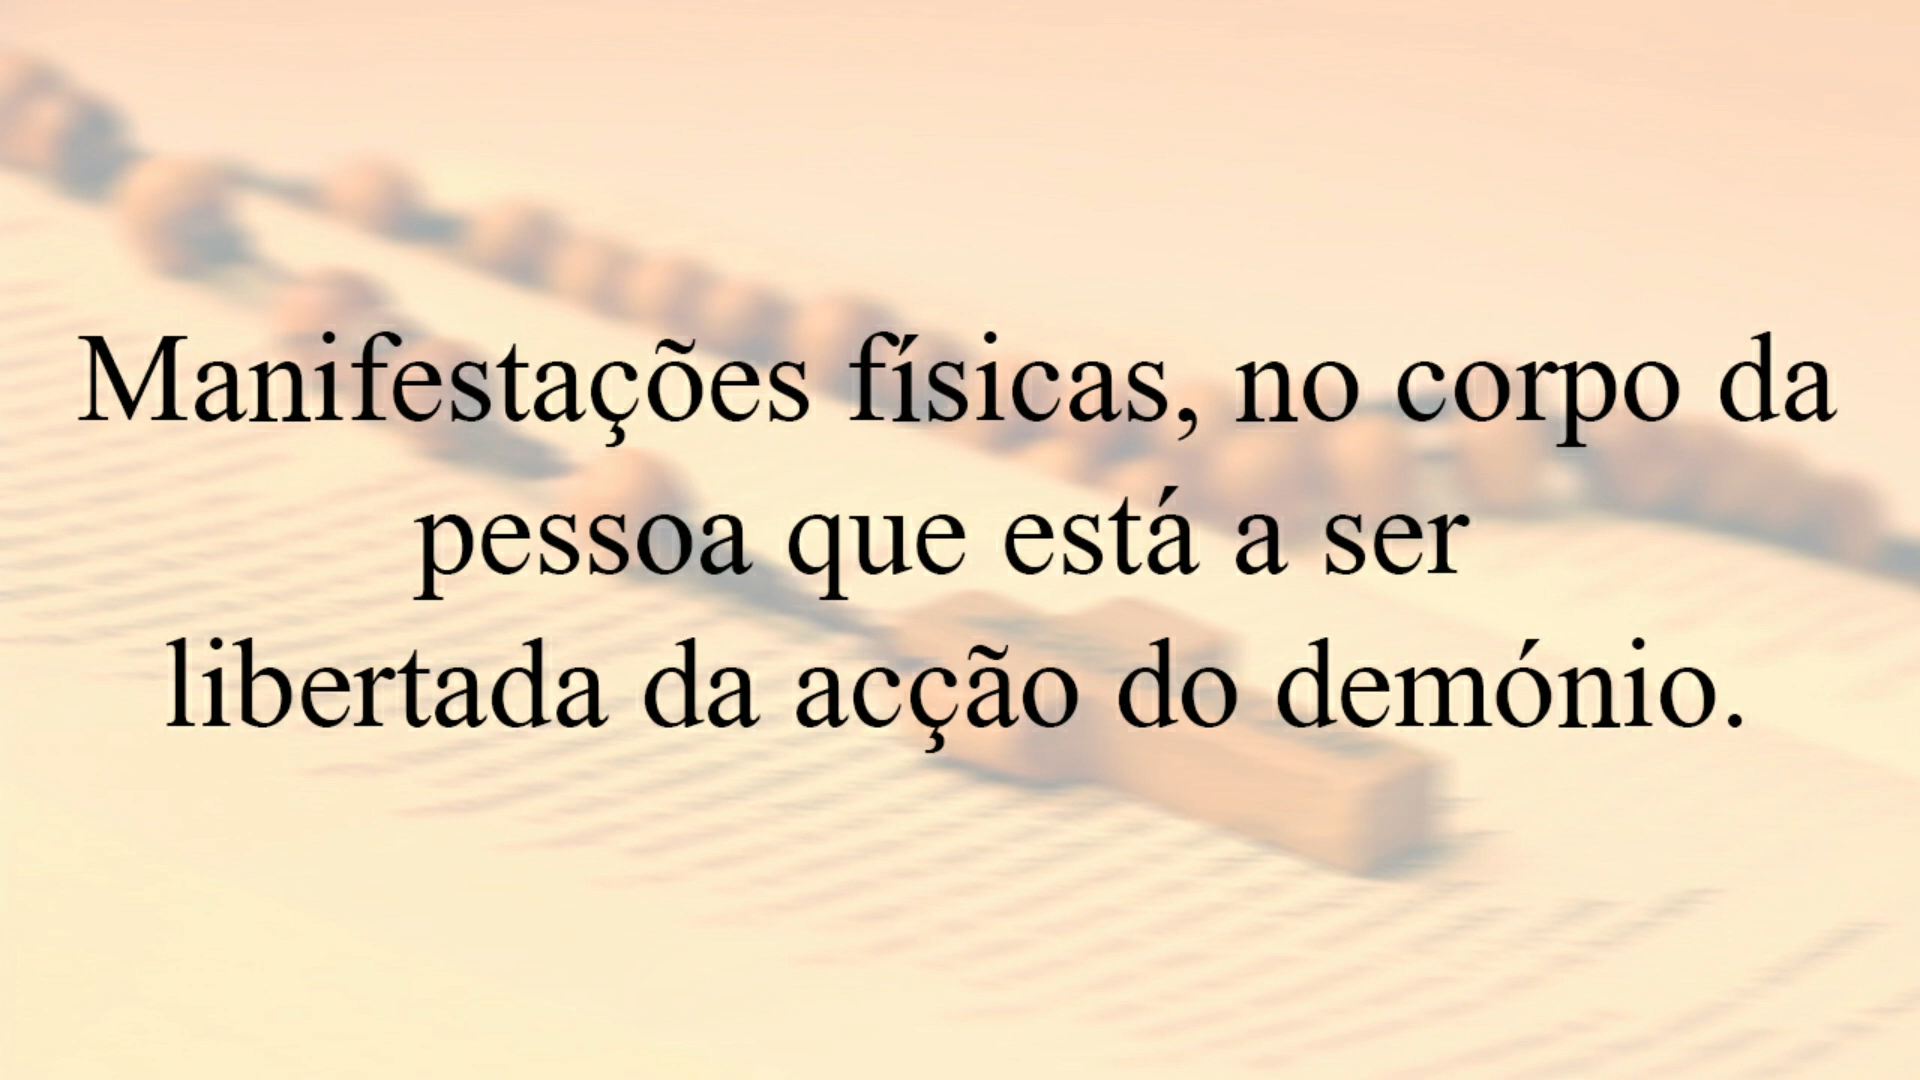 Manifestações físicas, no corpo da
pessoa que está a ser
libertada da acção do demónio.